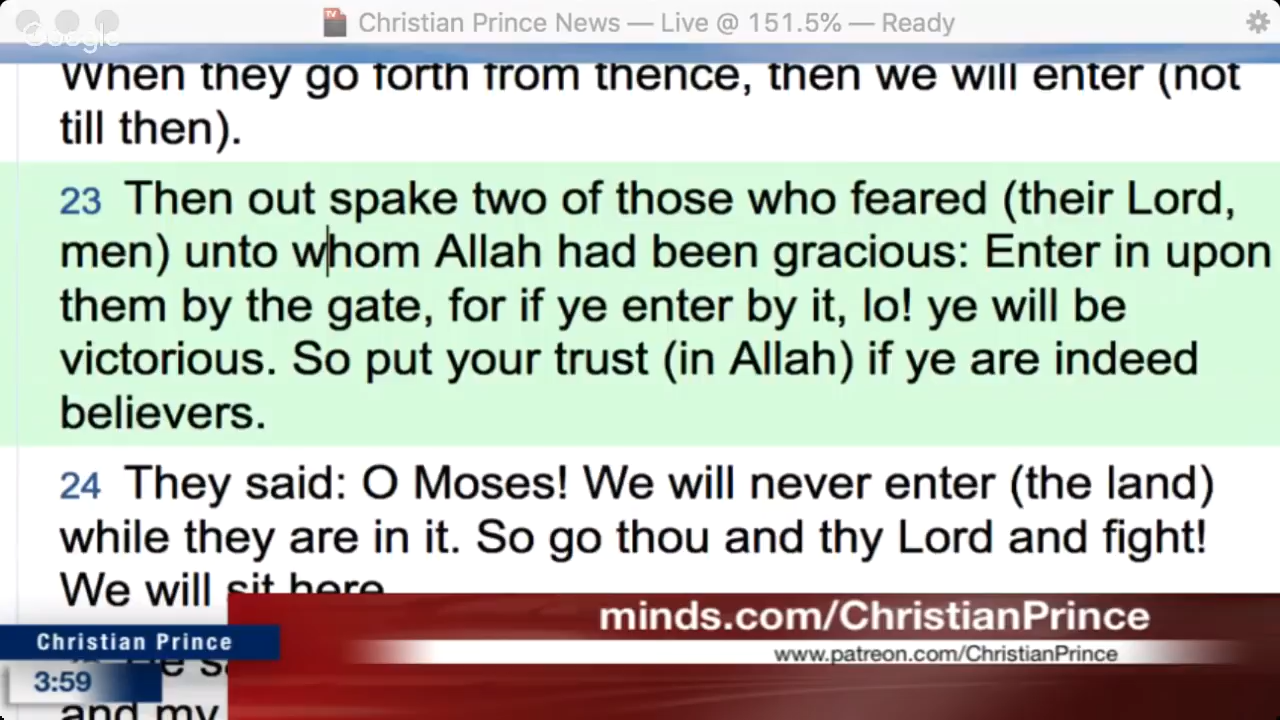 Christian Prince News — Live @ 151.5% — Ready
Google
When they go forth from thence, then we will enter (not
till then).
23 Then out spake two of those who feared (their Lord,
men) unto whom Allah had been gracious: Enter in upon
them by the gate, for if ye enter by it, lo! ye will be
victorious. So put your trust (in Allah) if ye are indeed
believers.
24 They said: O Moses! We will never enter (the land)
while they are in it. So go thou and thy Lord and fight!
We will sit here
minds.com/ChristianPrince
Christian Prince
www.patreon.com/ChristianPrince
3:59
and my